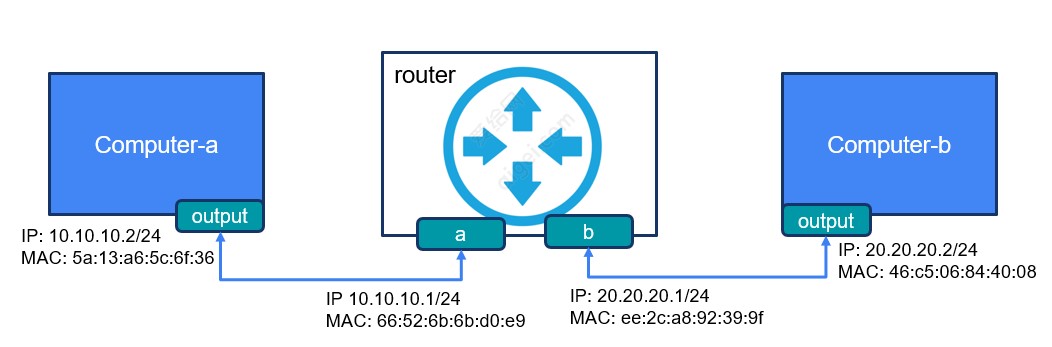 router
Computer-a
Computer-b
output
a
b
output
IP: 10.10.10.2/24
MAC: 5a:13:a6:5c:6f:36
IP 10.10.10.1/24
MAC: 66:52:6b:6b:d0:e9
IP: 20.20.20.1/24
MAC: ee:2c:a8:92:39:9f
IP: 20.20.20.2/24
MAC: 46:c5:06:84:40:08